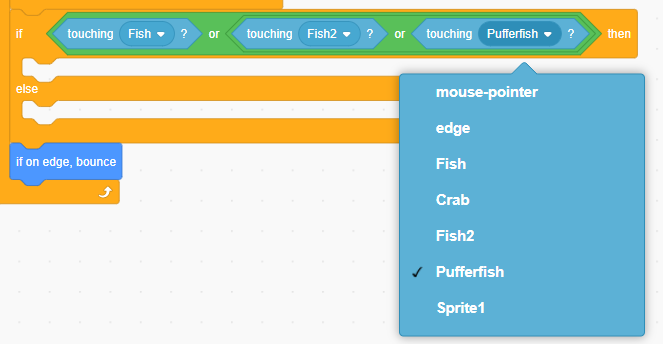 if touching Fish ? or touching Fish2 ? or touching Pufferfish ? then
else
if on edge, bounce
mouse-pointer
edge
Fish
Crab
Fish2
Pufferfish
Sprite1